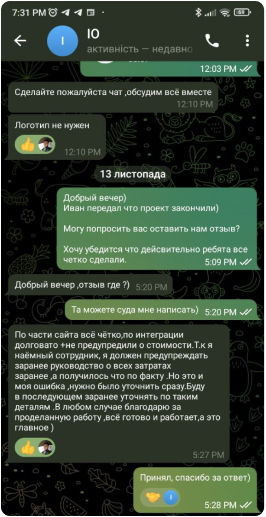 7:31 PM
69
I
IO
активність — недавно
12:03 PM
Сделайте пожалуйста чат ,обсудим всё вместе
12:10 PM
Логотип не нужен
12:10 PM
13 листопада
Добрый вечер)
Иван передал что проект закончили)
Могу попросить вас оставить нам отзыв?
Хочу убедится что дейсвительно ребята все
четко сделали.
5:09 PM
Добрый вечер ,отзыв где ?) 5:20 PM
Та можете суда мне написать) 5:20 PM
По части сайта всё чётко,по интеграции
долговато +не предупредили о стоимости.Т.к я
наёмный сотрудник, я должен предупреждать
заранее руководство о всех затратах
заранее ,а получилось что по факту .Но это и
моя ошибка ,нужно было уточнить сразу.Буду
в последующем заранее уточнять по таким
деталям .В любом случае благодарю за
проделанную работу ,всё готово и работает,а это
главное )
5:27 PM
Принял, спасибо за ответ)
I
5:28 PM